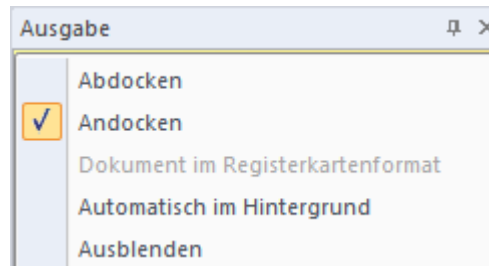 Ausgabe
Abdocken
Andocken
Dokument im Registerkartenformat
Automatisch im Hintergrund
Ausblenden